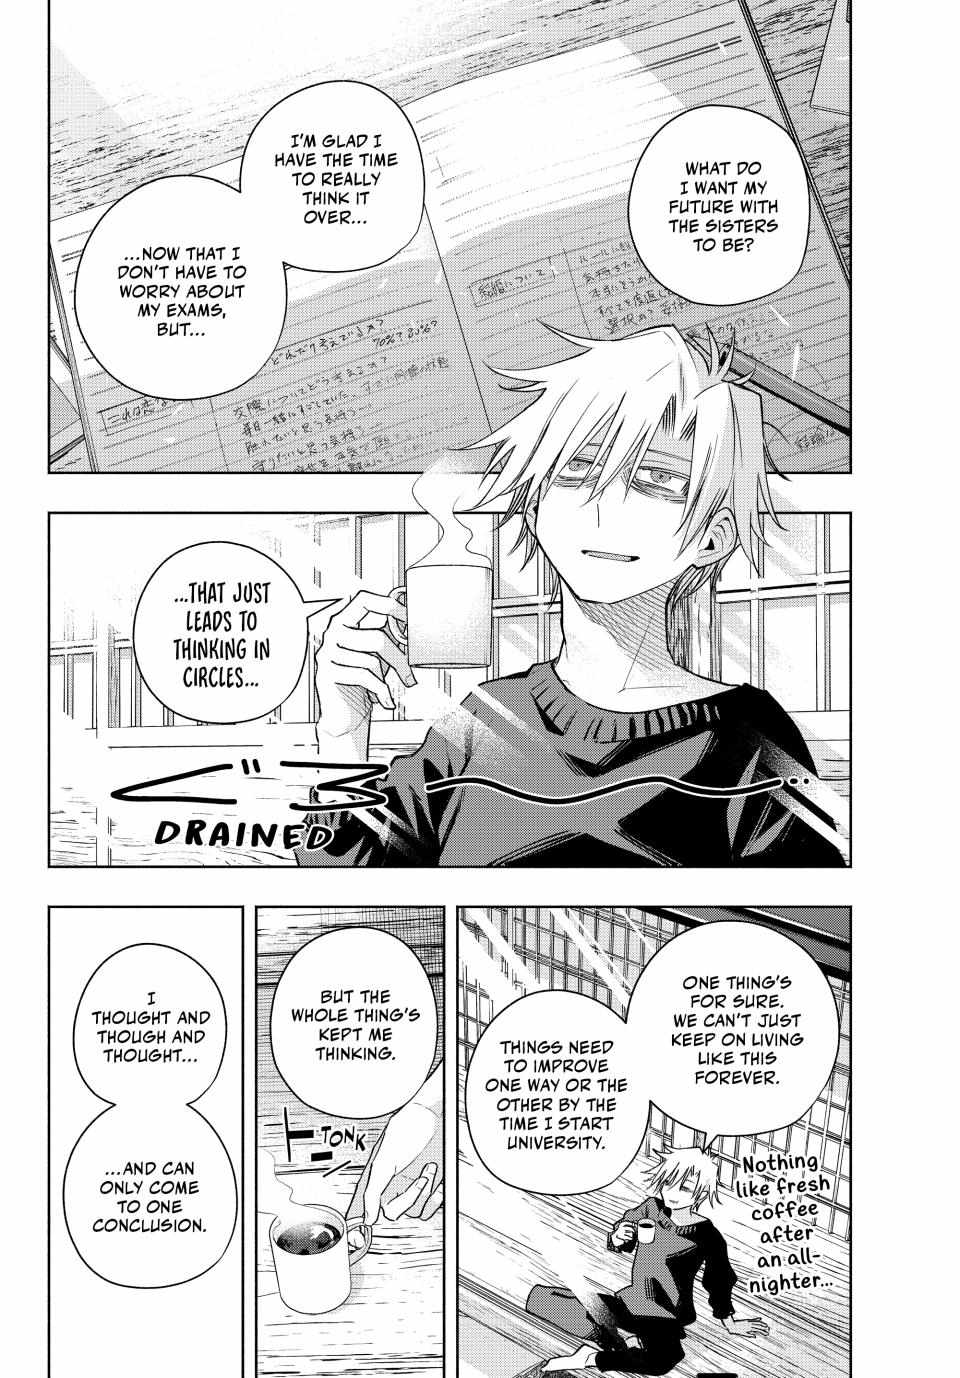 WHAT DO
I WANT MY
FUTURE WITH
THE SISTERS
TO BE?
I'M GLAD I
HAVE THE TIME
TO REALLY
THINK IT
OVER...
...NOW THAT I
DON'T HAVE TO
WORRY ABOUT
MY EXAMS,
BUT...
...THAT JUST
LEADS TO
THINKING IN
CIRCLES...
ぐる
DRAINED
ONE THING'S
FOR SURE.
WE CAN'T JUST
KEEP ON LIVING
LIKE THIS
FOREVER.
THINGS NEED
TO IMPROVE
ONE WAY OR THE
OTHER BY THE
TIME I START
UNIVERSITY.
Nothing
like fresh
coffee
after
an all-
nighter...
BUT THE
WHOLE THING'S
KEPT ME
THINKING.
TONK
I
THOUGHT AND
THOUGH AND
THOUGHT...
...AND CAN
ONLY COME
TO ONE
CONCLUSION.